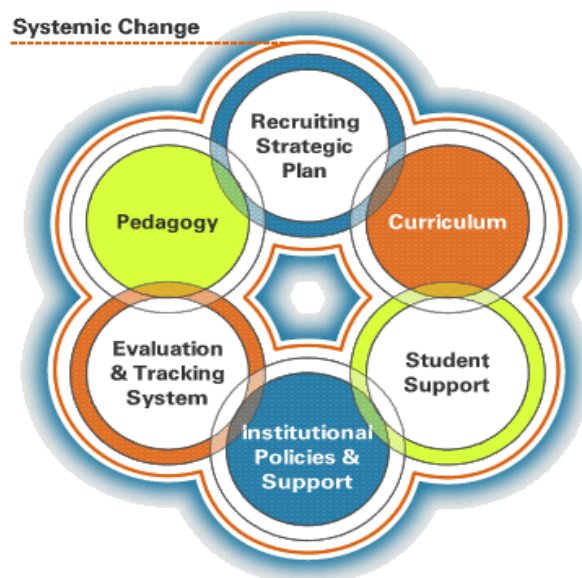 Systemic Change
Recruiting
Strategic
Plan
Pedagogy
Curriculum
Evaluation
& Tracking
System
Student
Support
Institutional
Policies &
Support